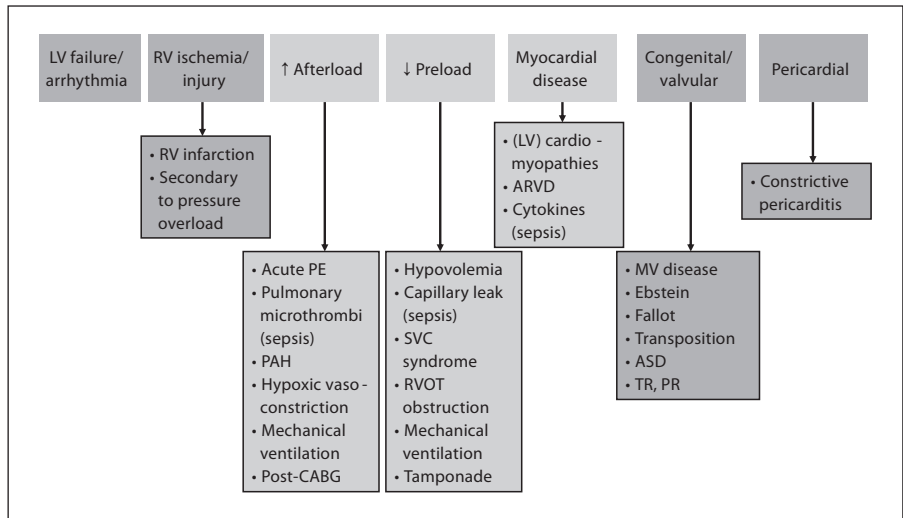 LV failure/
arrhythmia
RV ischemia/
injury
↑ Afterload
↓ Preload
Myocardial
disease
Congenital/
valvular
Pericardial
• RV infarction
• Secondary
to pressure
overload
• Acute PE
• Pulmonary
microthrombi
(sepsis)
• PAH
• Hypoxic vaso-
constriction
• Mechanical
ventilation
• Post-CABG
• Hypovolemia
• Capillary leak
(sepsis)
• SVC
syndrome
• RVOT
obstruction
• Mechanical
ventilation
• Tamponade
• (LV) cardio-
myopathies
• ARVD
• Cytokines
(sepsis)
• MV disease
• Ebstein
• Fallot
• Transposition
• ASD
• TR, PR
• Constrictive
pericarditis